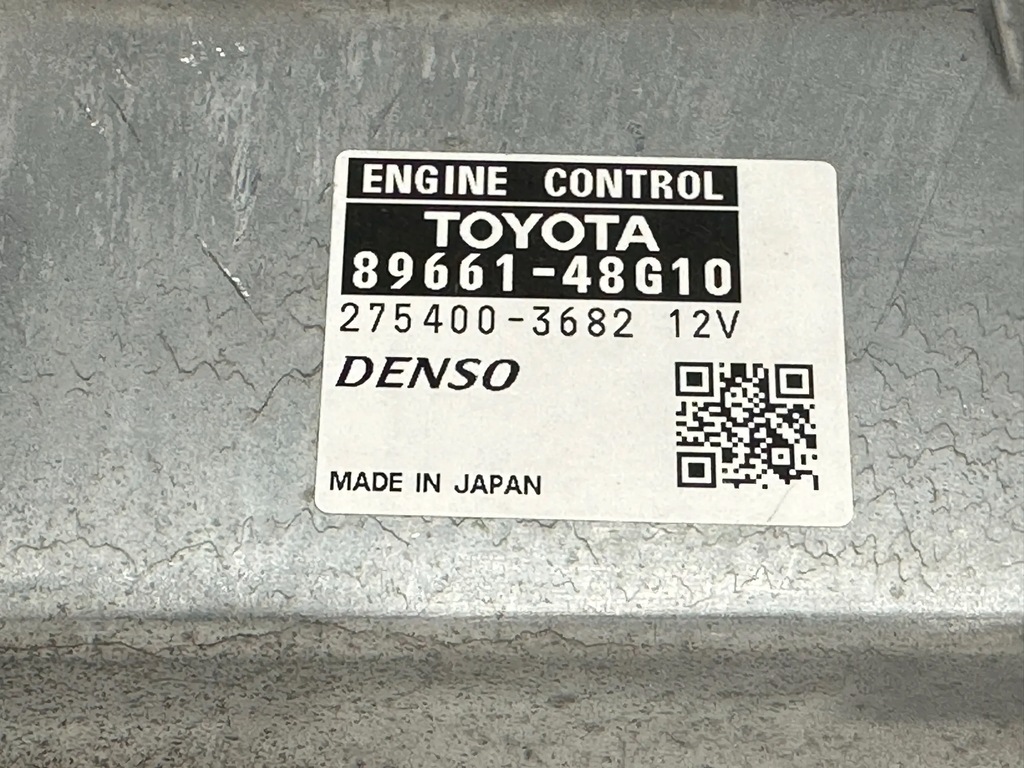 ENGINE CONTROL
TOYOTA
89661-48G10
275400-3682 12V
DENSO
MADE IN JAPAN